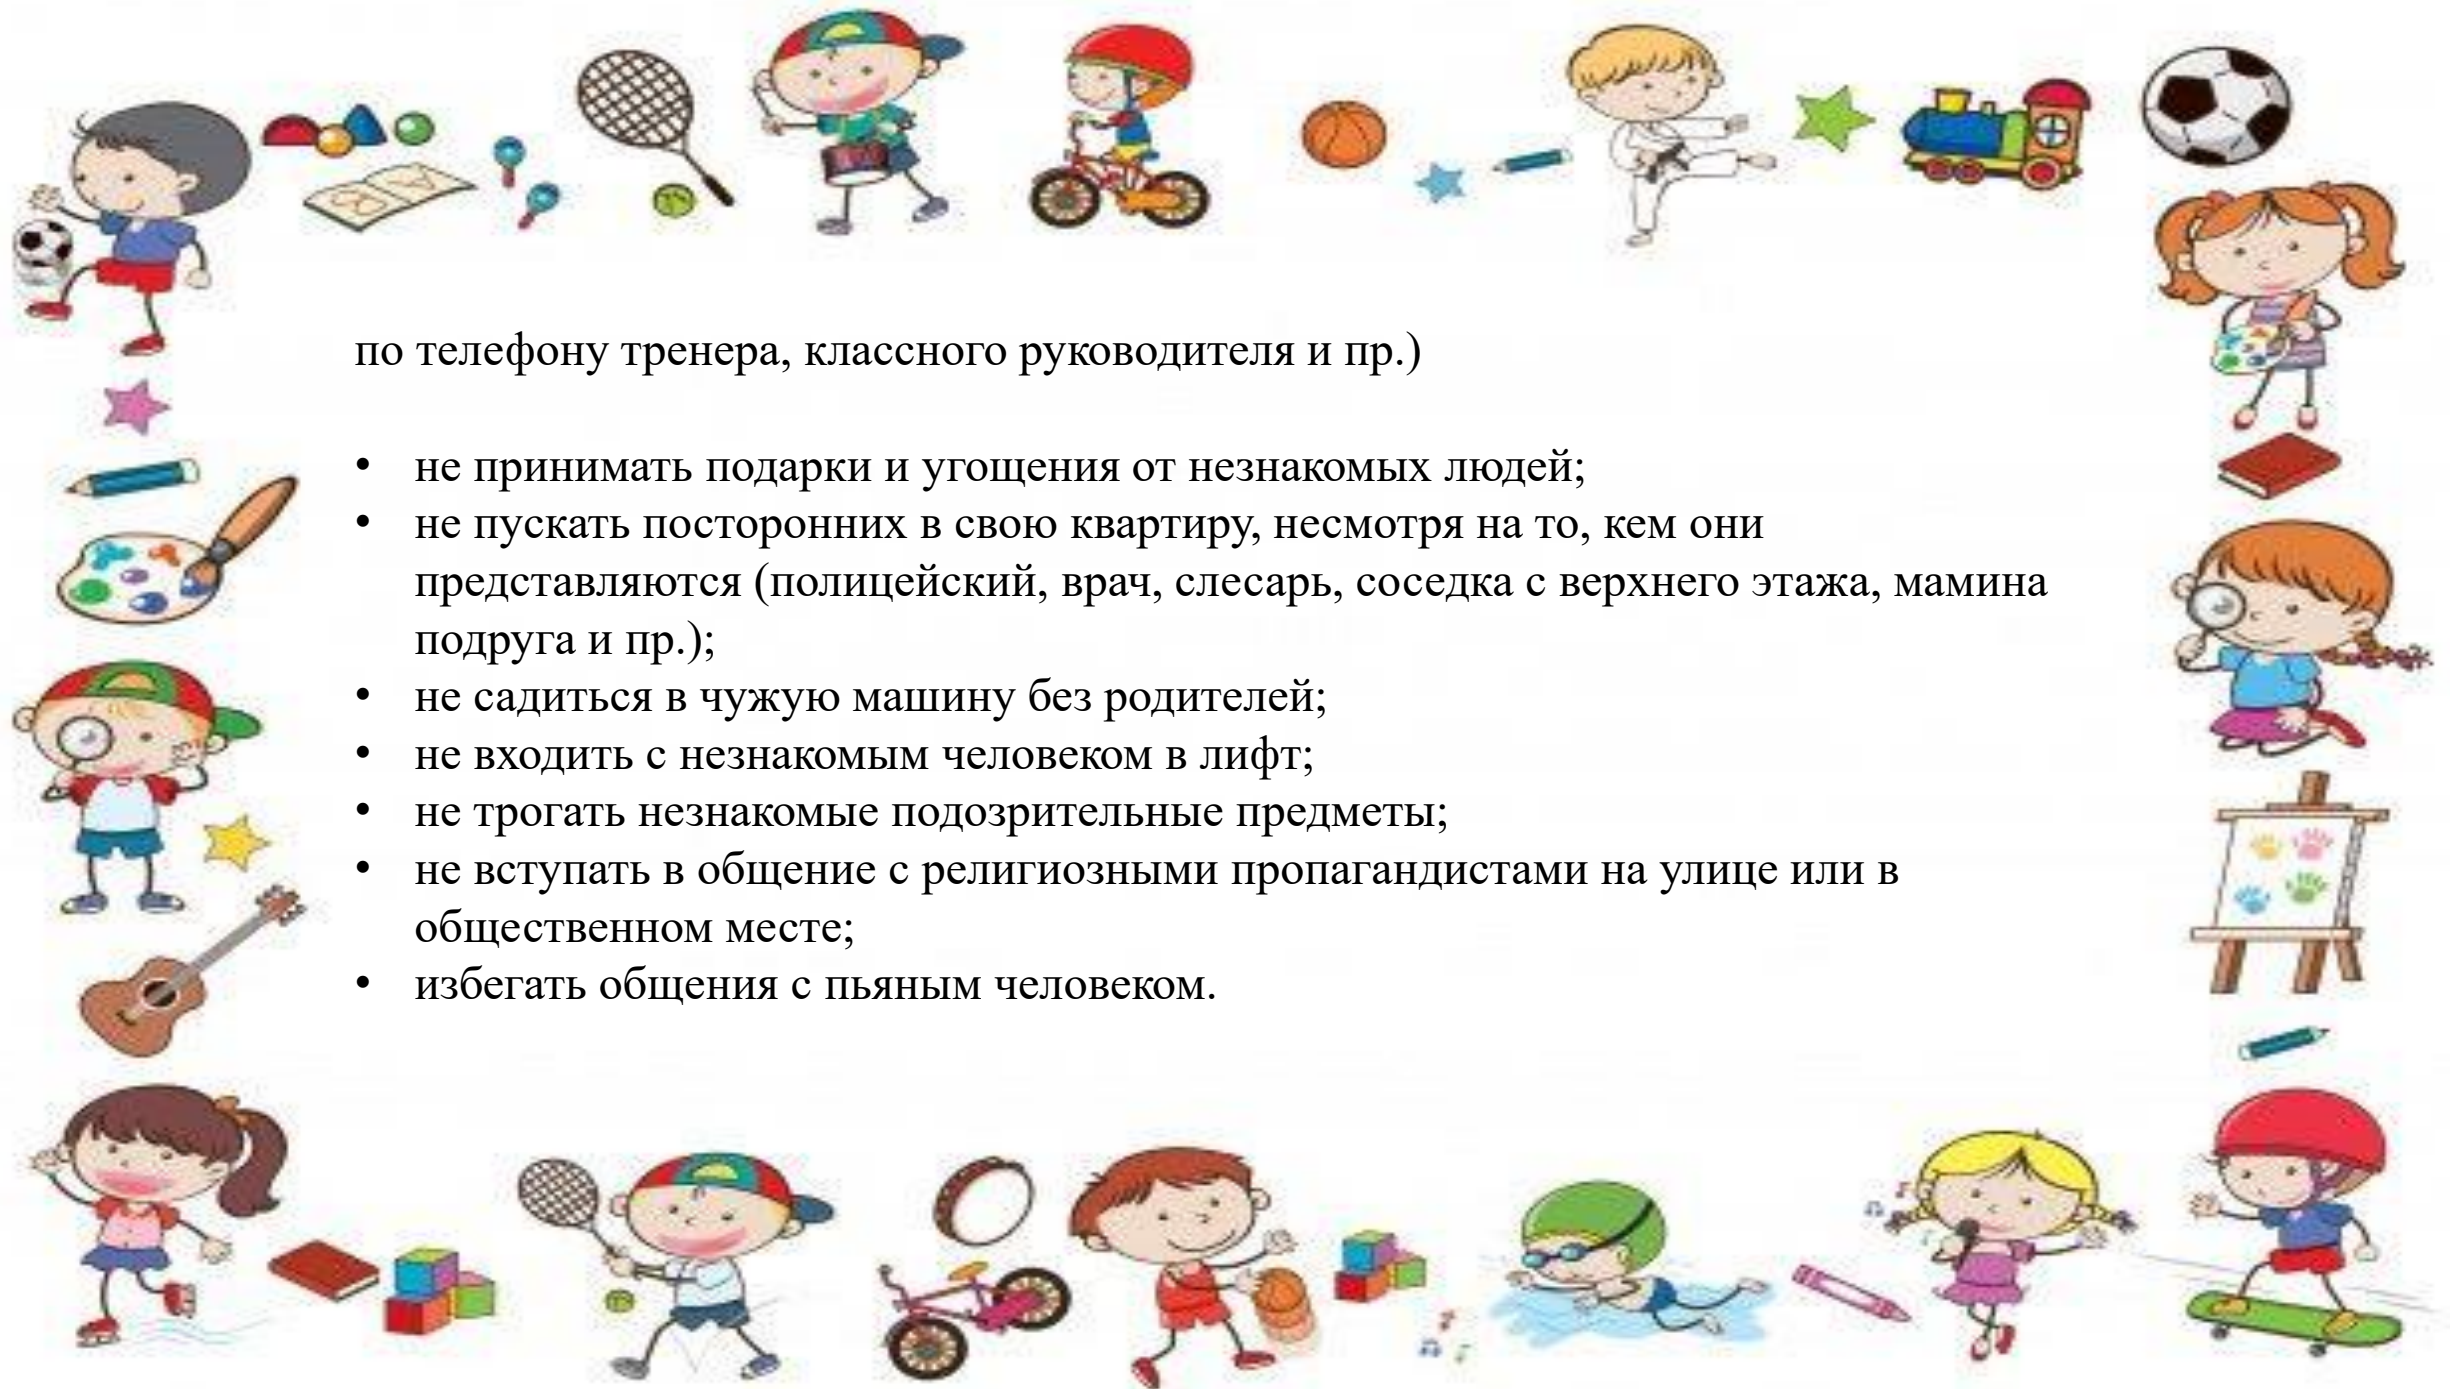 по телефону тренера, классного руководителя и пр.)
• не принимать подарки и угощения от незнакомых людей;
• не пускать посторонних в свою квартиру, несмотря на то, кем они
представляются (полицейский, врач, слесарь, соседка с верхнего этажа, мамина
подруга и пр.);
• не садиться в чужую машину без родителей;
• не входить с незнакомым человеком в лифт;
• не трогать незнакомые подозрительные предметы;
• не вступать в общение с религиозными пропагандистами на улице или в
общественном месте;
• избегать общения с пьяным человеком.